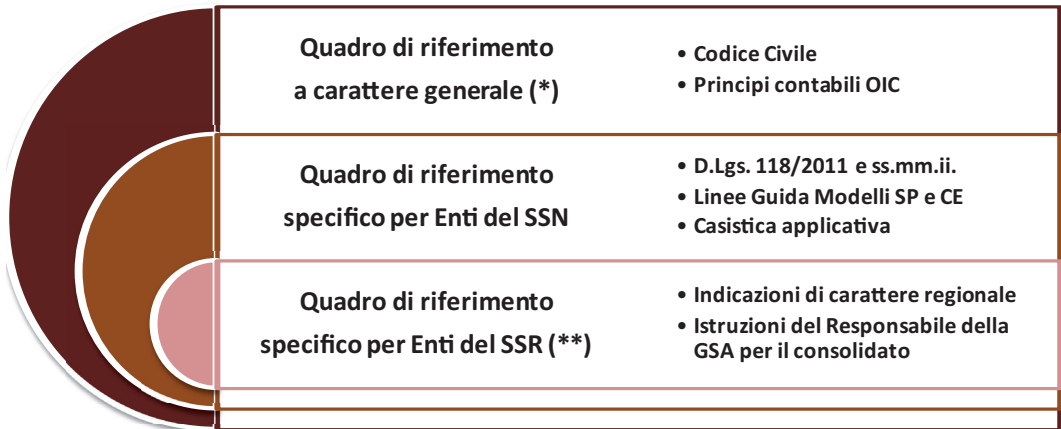 Quadro di riferimento
a carattere generale (*)
• Codice Civile
• Principi contabili OIC
Quadro di riferimento
specifico per Enti del SSN
• D.Lgs. 118/2011 e ss.mm.ii.
• Linee Guida Modelli SP e CE
• Casistica applicativa
Quadro di riferimento
specifico per Enti del SSR (**)
• Indicazioni di carattere regionale
• Istruzioni del Responsabile della
GSA per il consolidato